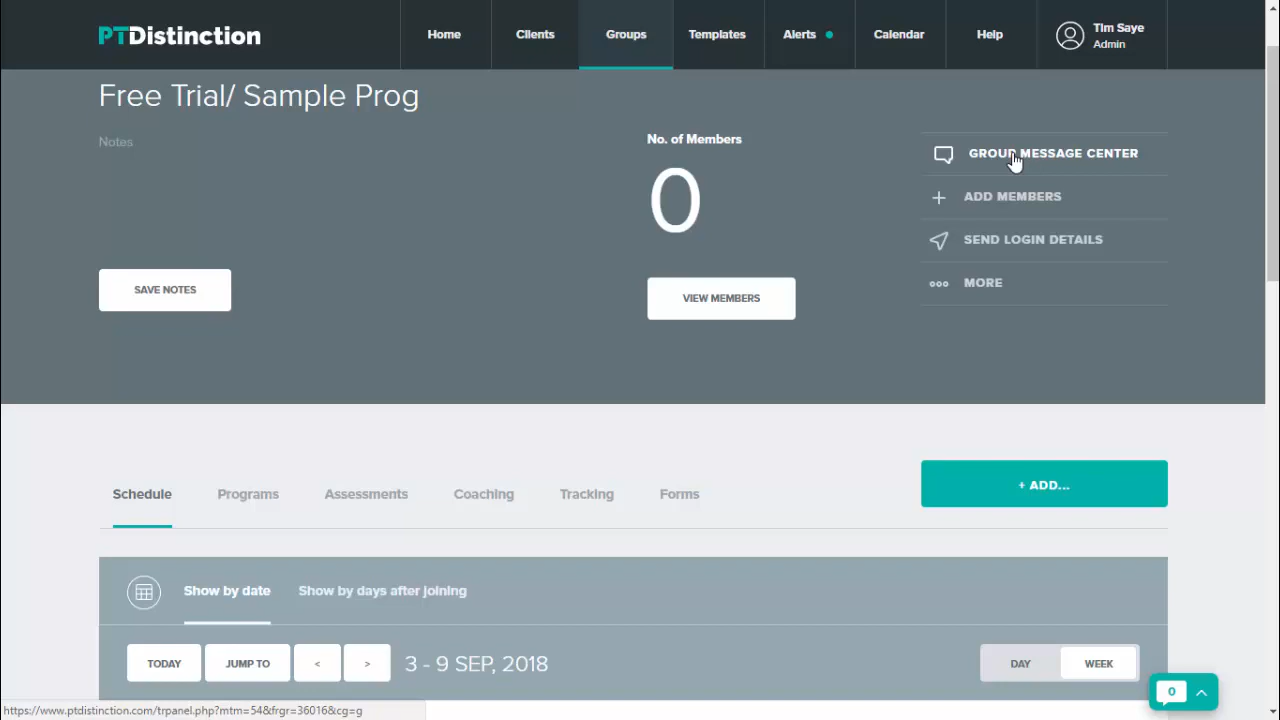 PTDistinction
Home
Clients
Groups
Templates
Alerts
Calendar
Help
Tim Saye
Admin
Free Trial/ Sample Prog
Notes
SAVE NOTES
No. of Members
0
VIEW MEMBERS
GROUP MESSAGE CENTER
ADD MEMBERS
SEND LOGIN DETAILS
MORE
Schedule
Programs
Assessments
Coaching
Tracking
Forms
+ ADD...
Show by date
Show by days after joining
TODAY
JUMP TO
<
>
3 - 9 SEP, 2018
DAY
WEEK
0
https://www.ptdistinction.com/trpanel.php?mtm=54&frgr=36016&cg=g